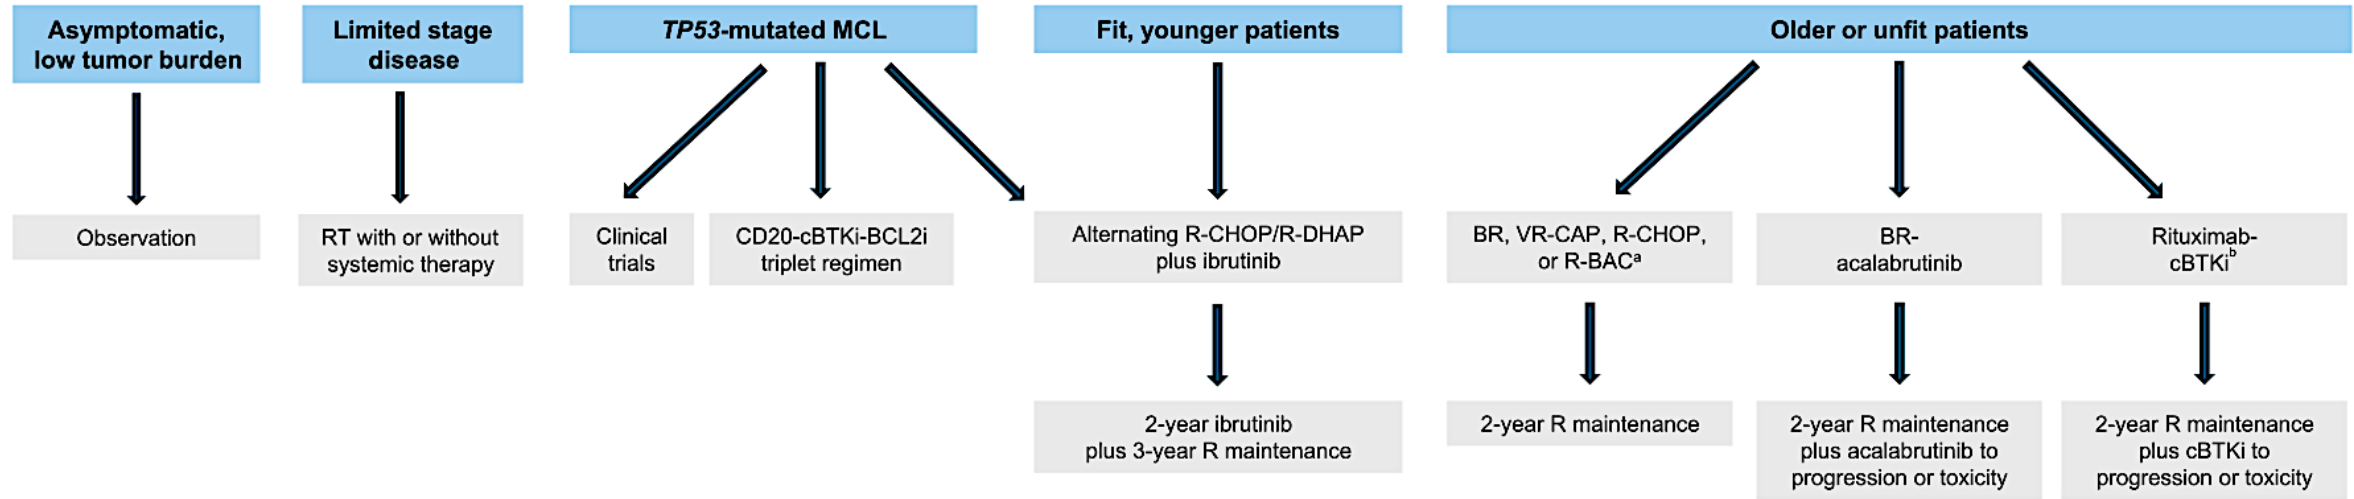 Asymptomatic,
low tumor burden
Limited stage
disease
TP53-mutated MCL
Fit, younger patients
Older or unfit patients
Observation
RT with or without
systemic therapy
Clinical
trials
CD20-cBTKi-BCL2i
triplet regimen
Alternating R-CHOP/R-DHAP
plus ibrutinib
BR, VR-CAP, R-CHOP,
or R-BACᵃ
BR-
acalabrutinib
Rituximab-
cBTKiᵇ
2-year ibrutinib
plus 3-year R maintenance
2-year R maintenance
2-year R maintenance
plus acalabrutinib to
progression or toxicity
2-year R maintenance
plus cBTKi to
progression or toxicity